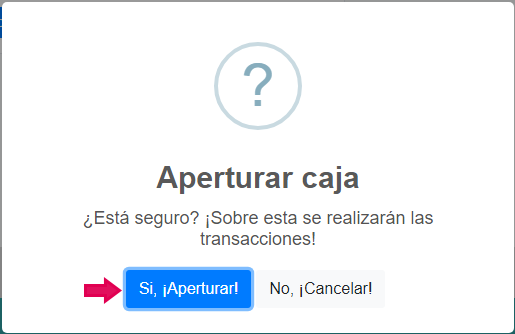 ?
Aperturar caja
¿Está seguro? ¡Sobre esta se realizarán las
transacciones!
Si, ¡Aperturar!
No, ¡Cancelar!